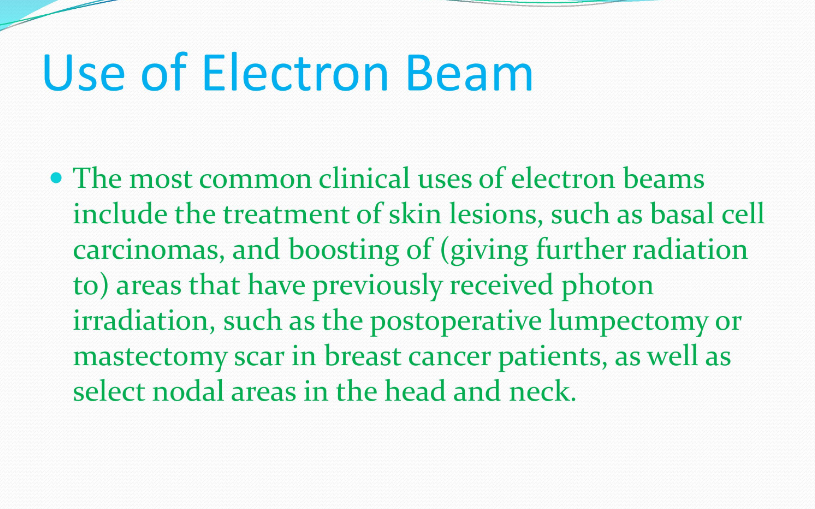 Use of Electron Beam
• The most common clinical uses of electron beams
include the treatment of skin lesions, such as basal cell
carcinomas, and boosting of (giving further radiation
to) areas that have previously received photon
irradiation, such as the postoperative lumpectomy or
mastectomy scar in breast cancer patients, as well as
select nodal areas in the head and neck.